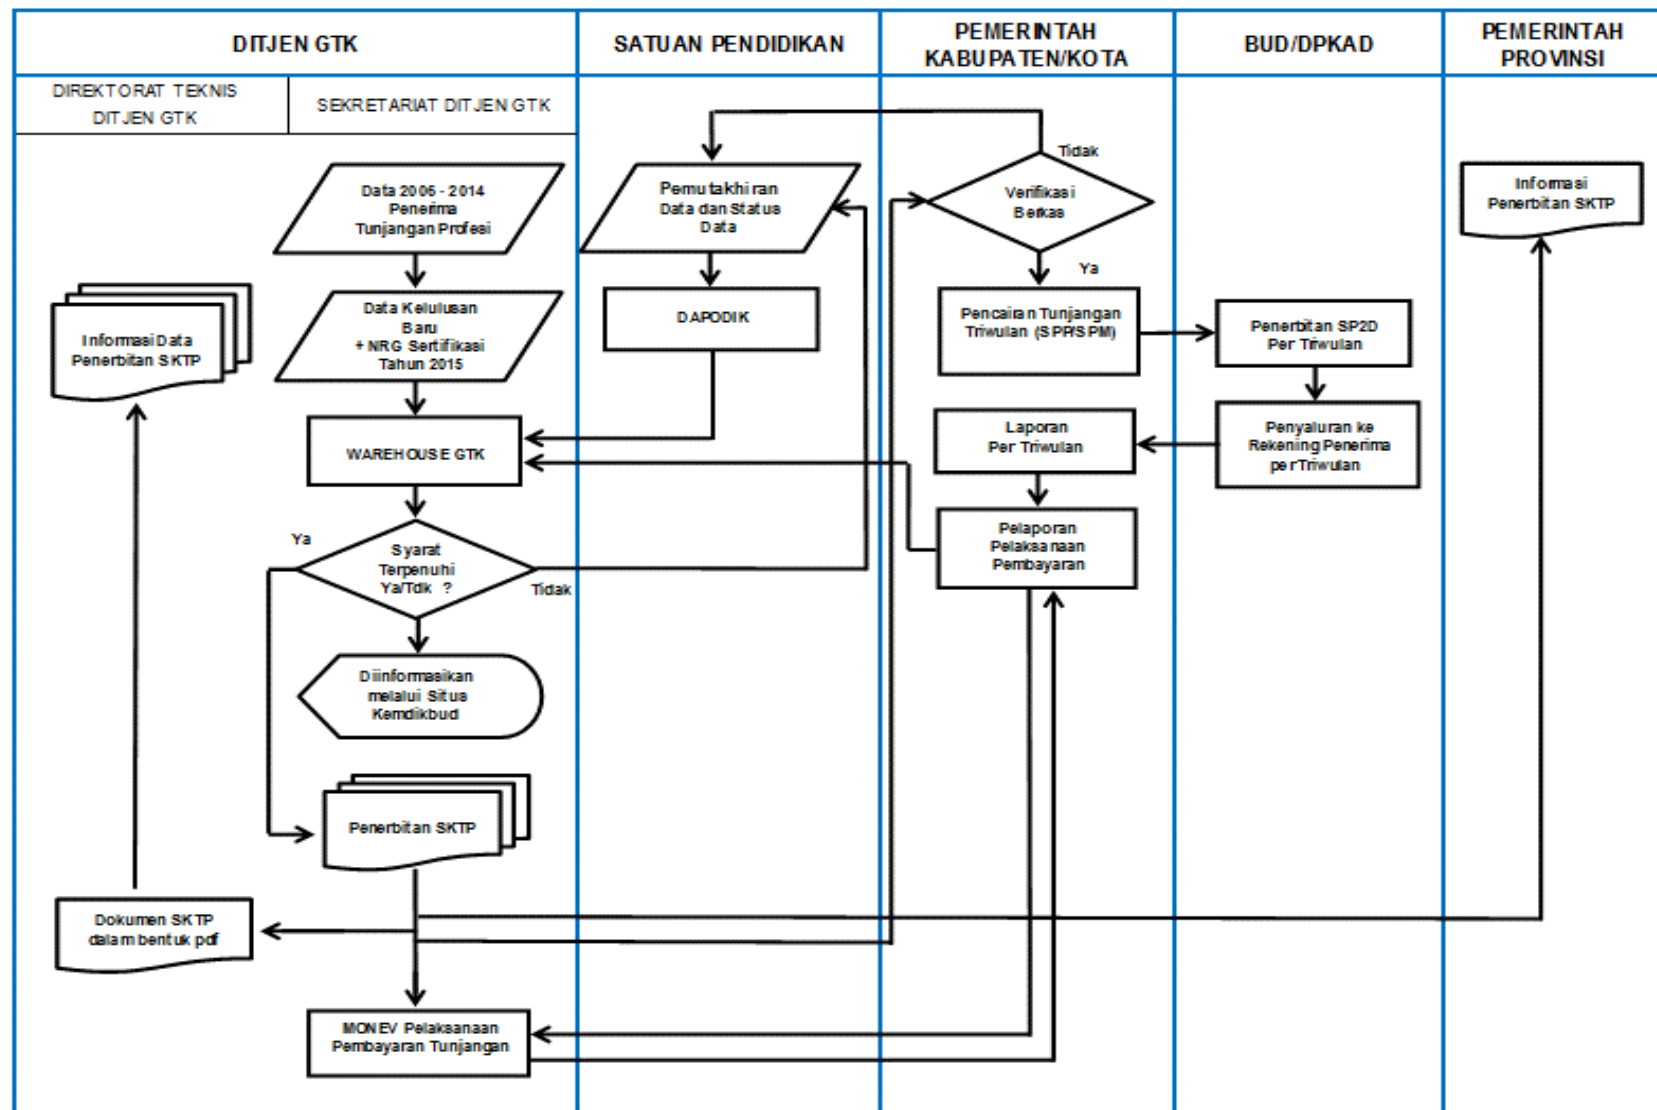 DITJEN GTK
SATUAN PENDIDIKAN
PEMERINTAH
KABUPATEN/KOTA
BUD/DPKAD
PEMERINTAH
PROVINSI
DIREKTORAT TEKNIS
DITJEN GTK
SEKRETARIAT DITJEN GTK
Data 2006 - 2014
Penerima
Tunjangan Profesi
Data Kelulusan
Baru
+ NRG Sertifikasi
Tahun 2015
WAREHOUSE GTK
Ya
Syarat
Terpenuhi
Ya/Tdk ?
Tidak
Diinformasikan
melalui Situs
Kemdikbud
Penerbitan SKTP
Informasi Data
Penerbitan SKTP
Dokumen SKTP
dalam bentuk pdf
MONEV Pelaksanaan
Pembayaran Tunjangan
Pemutakhiran
Data dan Status
Data
DAPODIK
Tidak
Verifikasi
Berkas
Ya
Pencairan Tunjangan
Triwulan (SPP/SPM)
Laporan
Per Triwulan
Pelaporan
Pelaksanaan
Pembayaran
Penerbitan SP2D
Per Triwulan
Penyaluran ke
Rekening Penerima
per Triwulan
Informasi
Penerbitan SKTP